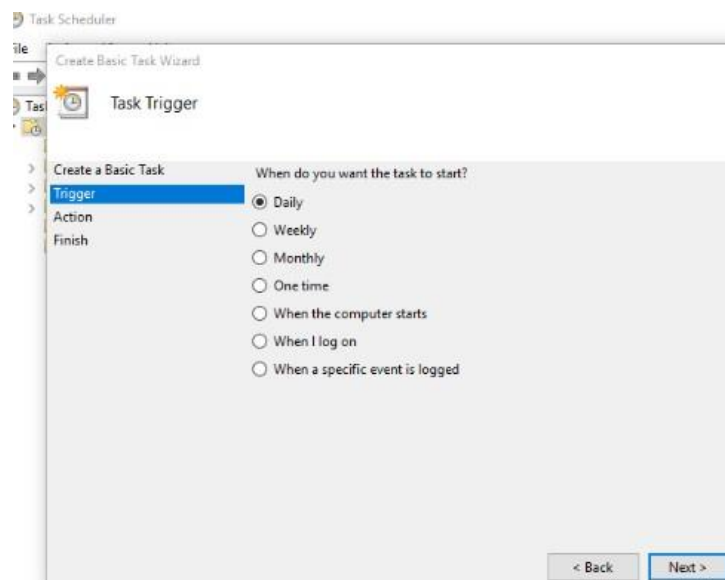 Task Scheduler
Create Basic Task Wizard
Task Trigger
Create a Basic Task
When do you want the task to start?
Trigger
Daily
Action
Weekly
Finish
Monthly
One time
When the computer starts
When I log on
When a specific event is logged
< Back
Next >